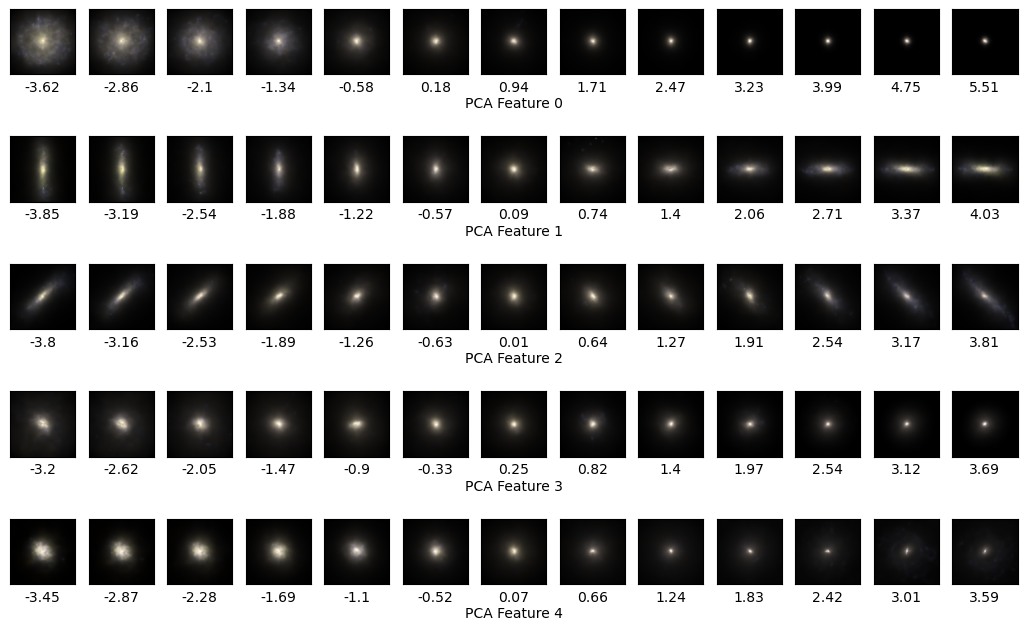 -3.62 -2.86 -2.1 -1.34 -0.58 0.18 0.94 1.71 2.47 3.23 3.99 4.75 5.51
PCA Feature 0
-3.85 -3.19 -2.54 -1.88 -1.22 -0.57 0.09 0.74 1.4 2.06 2.71 3.37 4.03
PCA Feature 1
-3.8 -3.16 -2.53 -1.89 -1.26 -0.63 0.01 0.64 1.27 1.91 2.54 3.17 3.81
PCA Feature 2
-3.2 -2.62 -2.05 -1.47 -0.9 -0.33 0.25 0.82 1.4 1.97 2.54 3.12 3.69
PCA Feature 3
-3.45 -2.87 -2.28 -1.69 -1.1 -0.52 0.07 0.66 1.24 1.83 2.42 3.01 3.59
PCA Feature 4